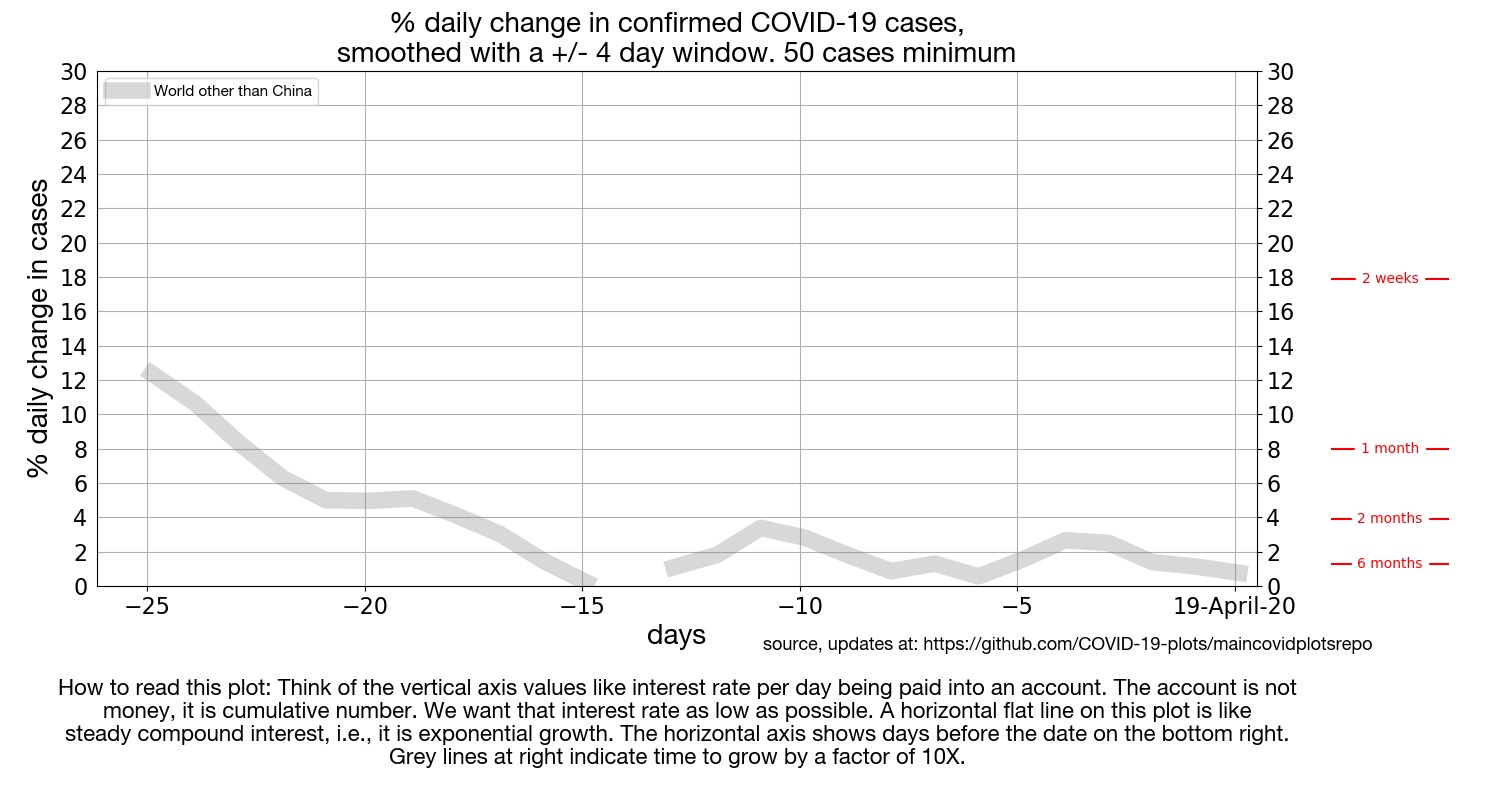 % daily change in confirmed COVID-19 cases,
smoothed with a +/- 4 day window. 50 cases minimum
World other than China
% daily change in cases
30
28
26
24
22
20
18
16
14
12
10
8
6
4
2
0
30
28
26
24
22
20
18
16
14
12
10
8
6
4
2
0
2 weeks
1 month
2 months
6 months
−25
−20
−15
−10
−5
19-April-20
days
source, updates at: https://github.com/COVID-19-plots/maincovidplotsrepo
How to read this plot: Think of the vertical axis values like interest rate per day being paid into an account. The account is not
money, it is cumulative number. We want that interest rate as low as possible. A horizontal flat line on this plot is like
steady compound interest, i.e., it is exponential growth. The horizontal axis shows days before the date on the bottom right.
Grey lines at right indicate time to grow by a factor of 10X.